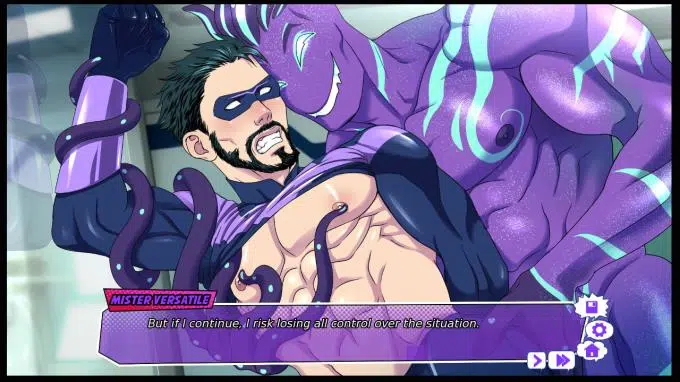 MISTER VERSATILE
But if I continue, I risk losing all control over the situation.